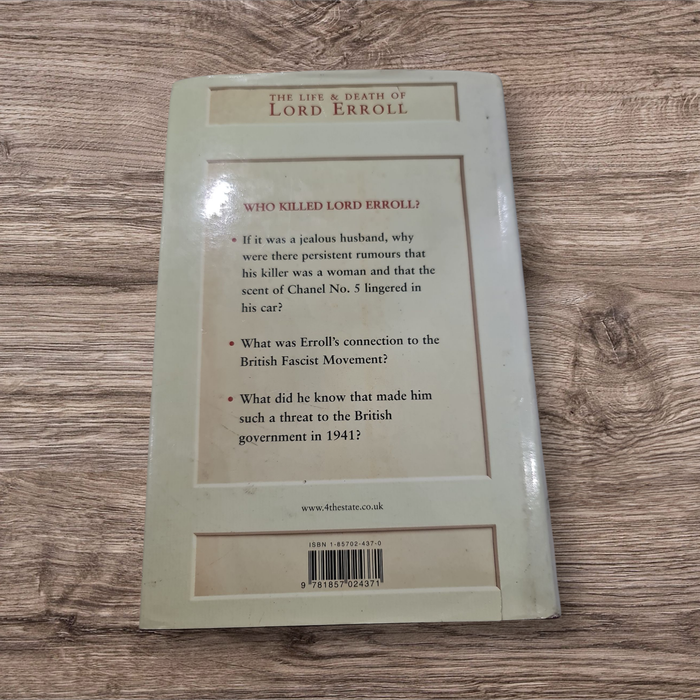 THE LIFE & DEATH OF
LORD ERROLL
WHO KILLED LORD ERROLL?
• If it was a jealous husband, why
were there persistent rumours that
his killer was a woman and that the
scent of Chanel No. 5 lingered in
his car?
• What was Erroll's connection to the
British Fascist Movement?
• What did he know that made him
such a threat to the British
government in 1941?
www.4thestate.co.uk
ISBN 1-85702-437-0
9 781857 024371